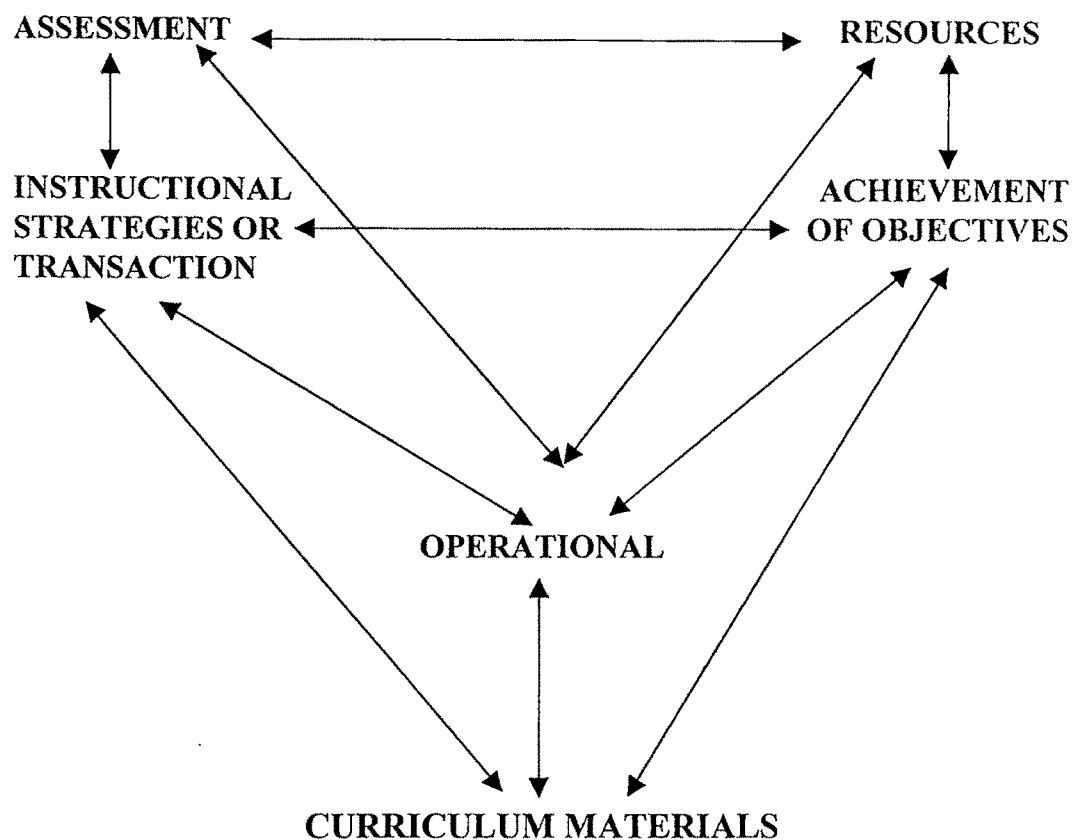 ASSESSMENT
RESOURCES
INSTRUCTIONAL
STRATEGIES OR
TRANSACTION
ACHIEVEMENT
OF OBJECTIVES
OPERATIONAL
CURRICULUM MATERIALS